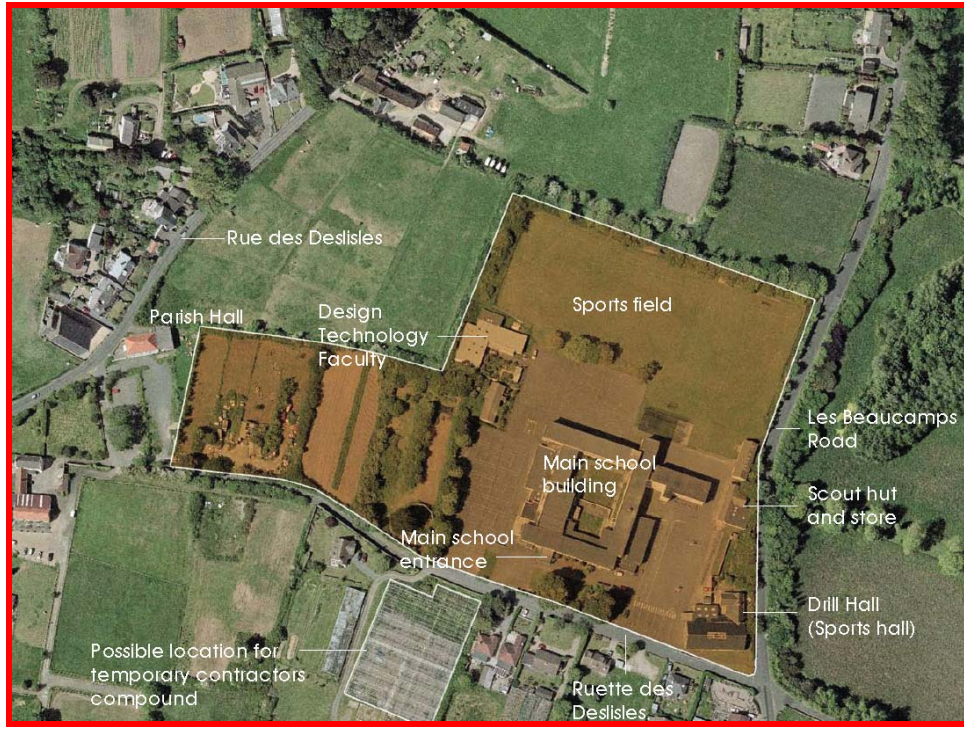 Rue des Deslisles
Parish Hall
Design
Technology
Faculty
Sports field
Les Beaucamps
Road
Main school
building
Scout hut
and store
Main school
entrance
Drill Hall
(Sports hall)
Possible location for
temporary contractors
compound
Ruette des
Deslisles